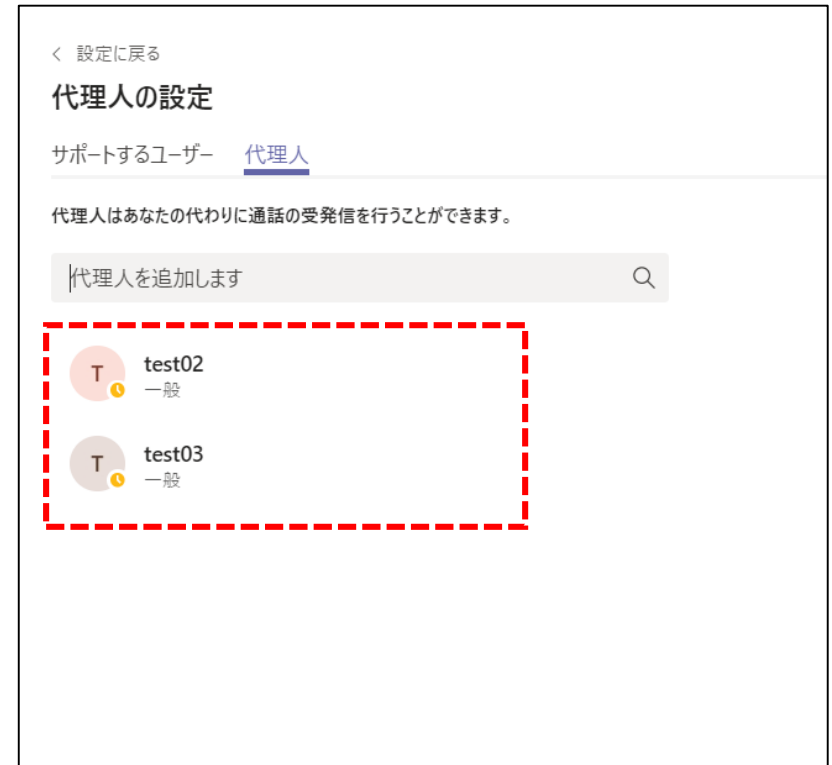 < 設定に戻る
代理人の設定
サポートするユーザー 代理人
代理人はあなたの代わりに通話の受発信を行うことができます。
代理人を追加します
T test02
一般
T test03
一般